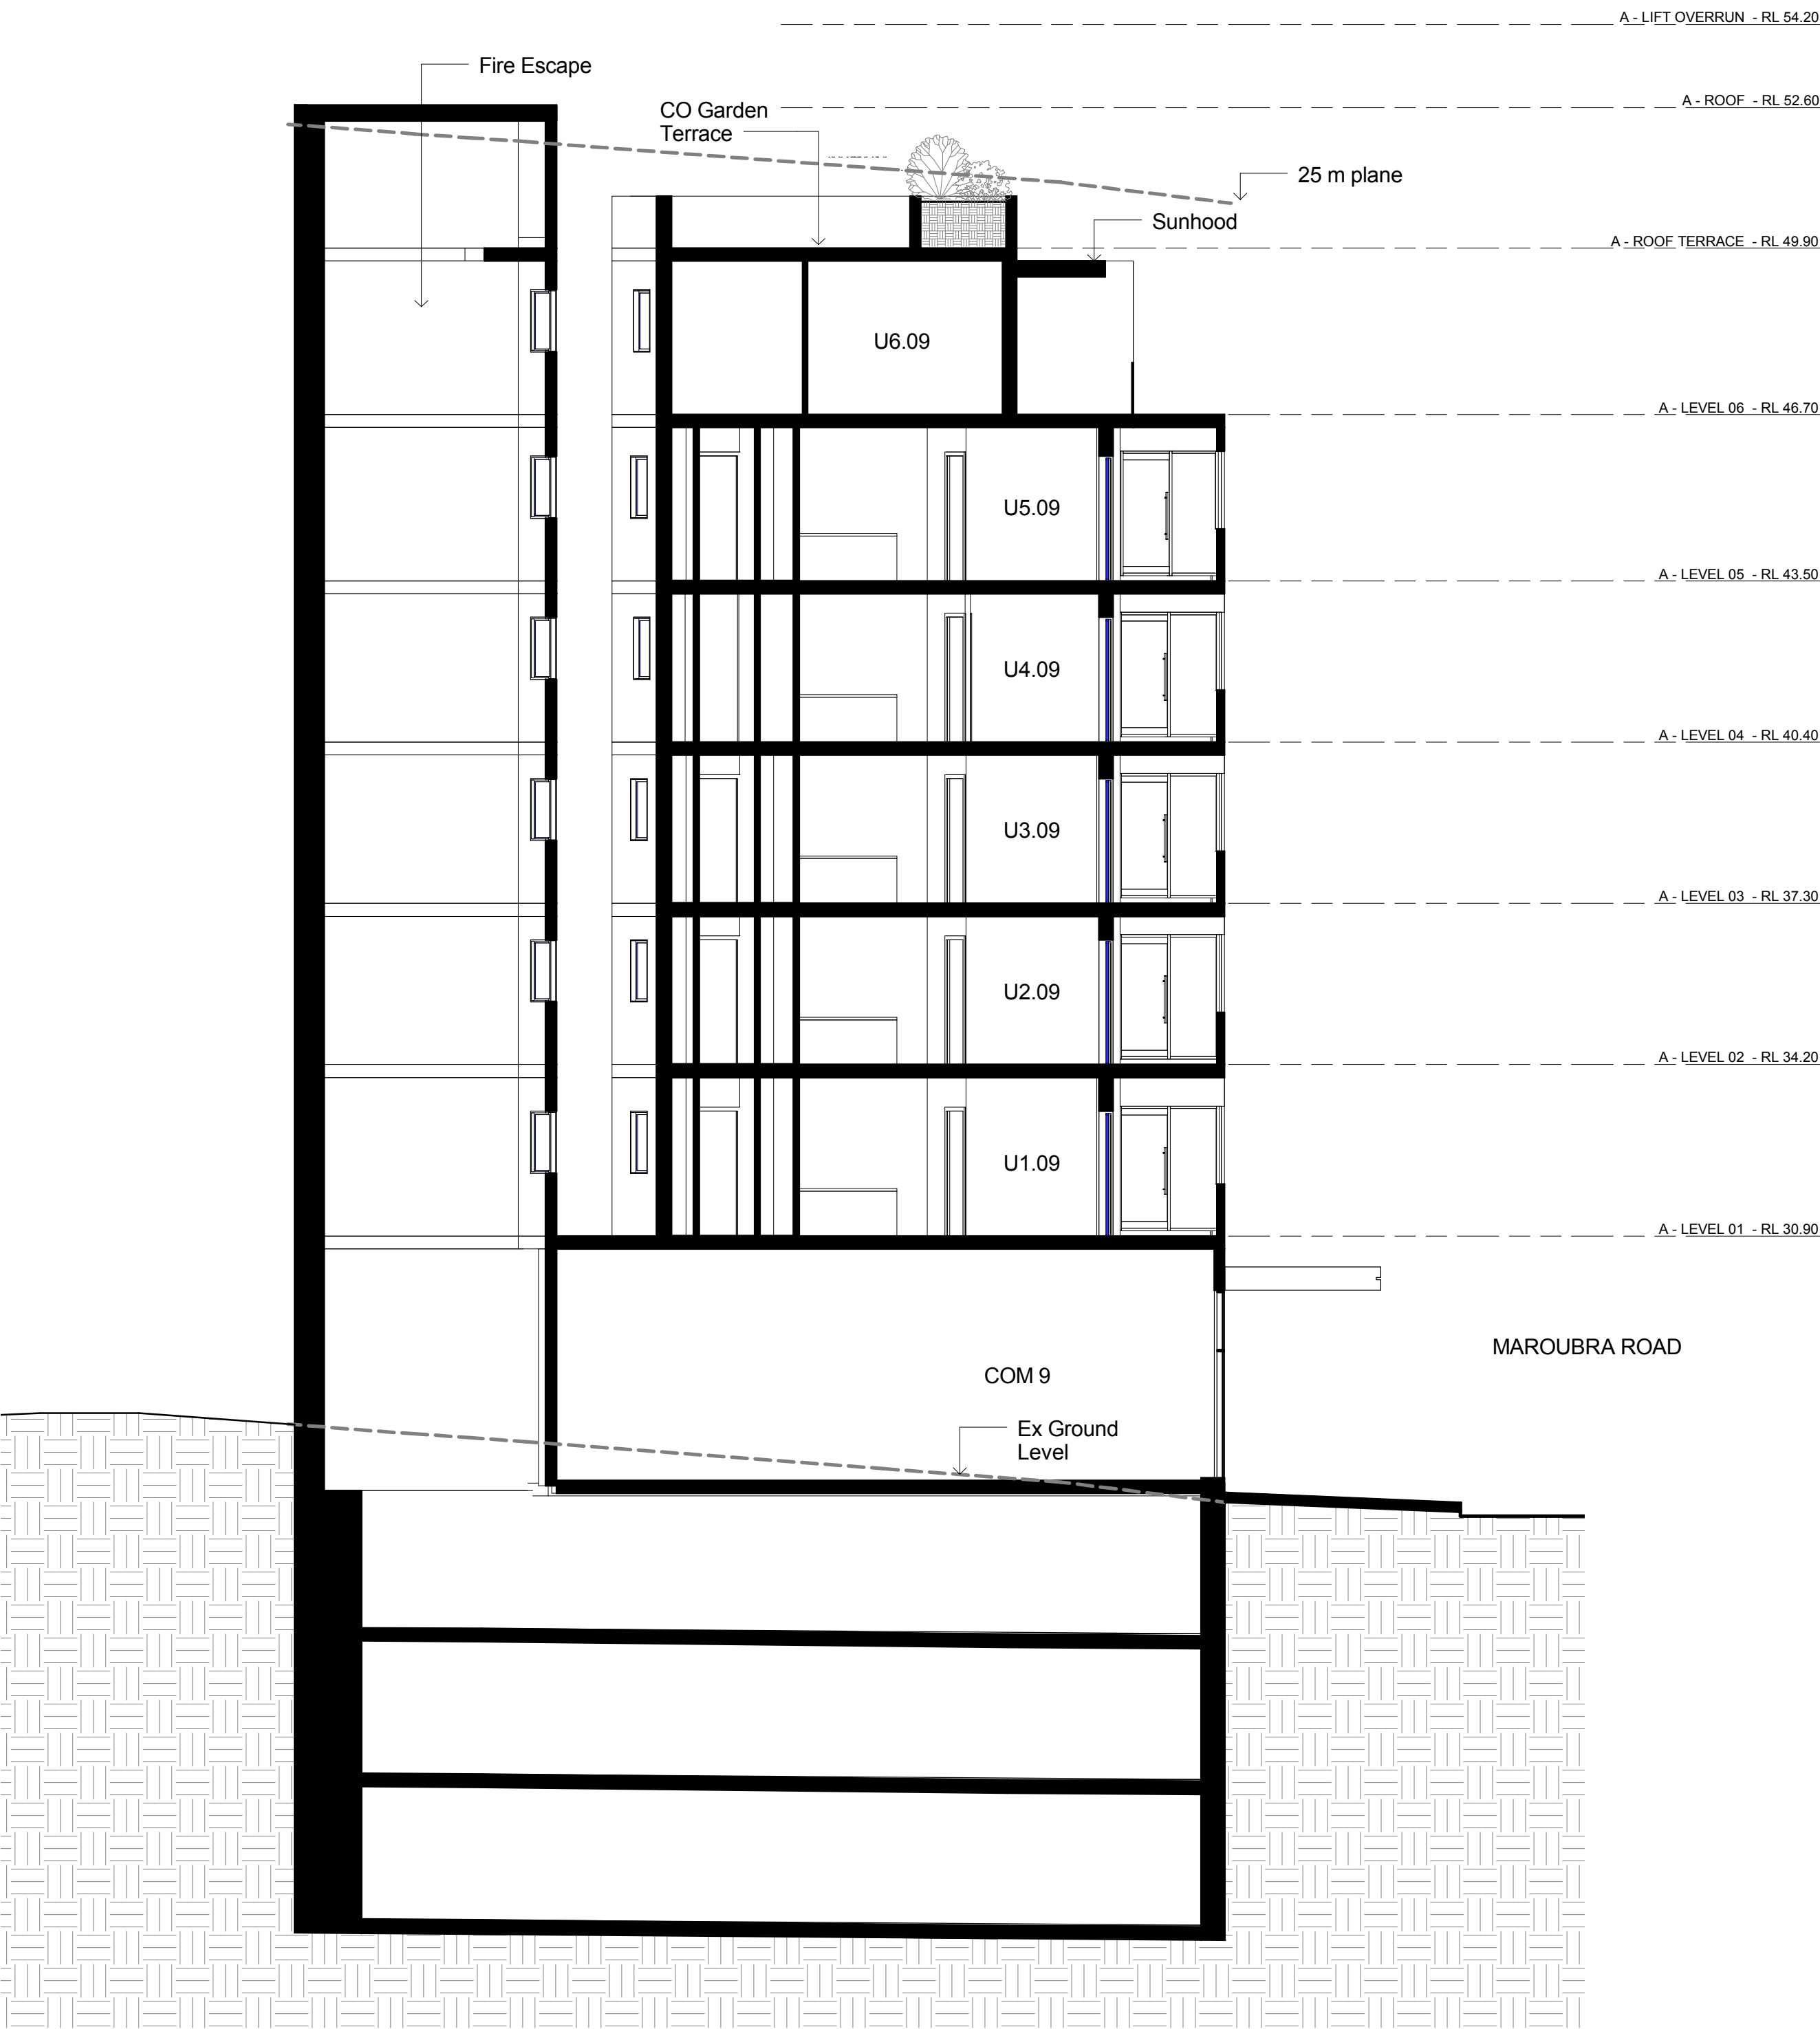 A - LIFT OVERRUN - RL 54.20
Fire Escape
A - ROOF - RL 52.60
CO Garden
Terrace
25 m plane
Sunhood
A - ROOF TERRACE - RL 49.90
U6.09
A - LEVEL 06 - RL 46.70
U5.09
A - LEVEL 05 - RL 43.50
U4.09
A - LEVEL 04 - RL 40.40
U3.09
A - LEVEL 03 - RL 37.30
U2.09
A - LEVEL 02 - RL 34.20
U1.09
A - LEVEL 01 - RL 30.90
MAROUBRA ROAD
COM 9
Ex Ground
Level